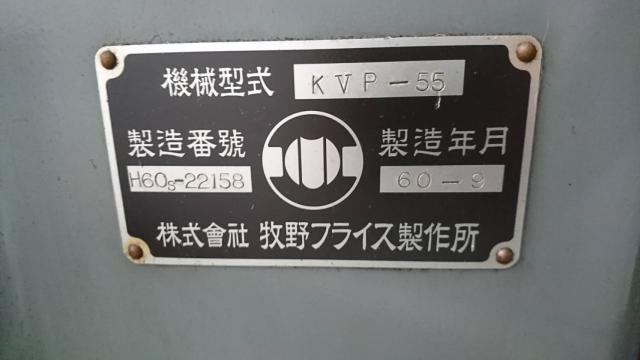 機械型式 KVP-55
製造番號 製造年月
H60s-22158 60-9
株式會社 牧野フライス製作所